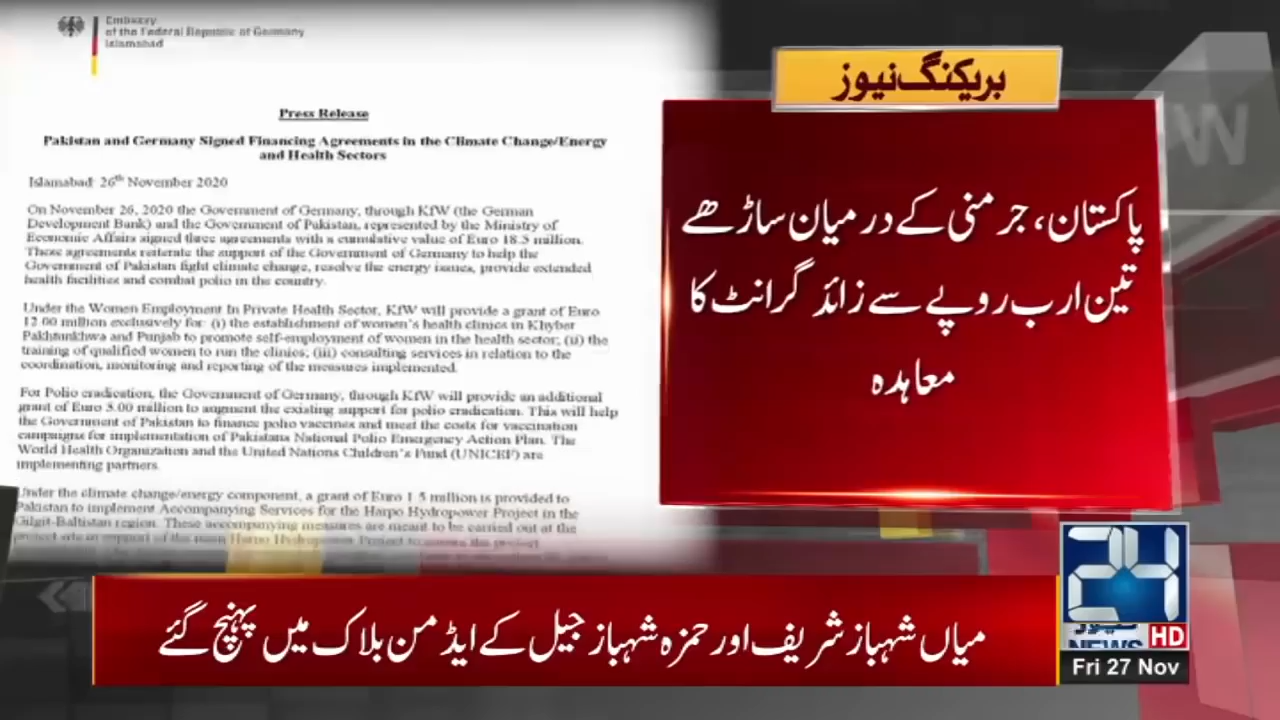 Embassy
of the Federal Republic of Germany
Islamabad
Press Release
Pakistan and Germany Signed Financing Agreements in the Climate Change/Energy
and Health Sectors
Islamabad: 26th November 2020
On November 26, 2020 the Government of Germany, through KfW (the German
Development Bank) and the Government of Pakistan, represented by the Ministry of
Economic Affairs signed three agreements with a cumulative value of Euro 18.5 million.
These agreements reiterate the support of the Government of Germany to help the
Government of Pakistan fight climate change, resolve the energy issues, provide extended
health facilities and combat polio in the country.
Under the Women Employment In Private Health Sector, KfW will provide a grant of Euro
12.00 million exclusively for: (i) the establishment of women's health clinics in Khyber
Pakhtunkhwa and Punjab to promote self-employment of women in the health sector; (ii) the
training of qualified women to run the clinics; (iii) consulting services in relation to the
coordination, monitoring and reporting of the measures implemented.
For Polio eradication, the Government of Germany, through KfW will provide an additional
grant of Euro 5.00 million to augment the existing support for polio eradication. This will help
the Government of Pakistan to finance polio vaccines and meet the costs for vaccination
campaigns for implementation of Pakistans National Polio Emergency Action Plan. The
World Health Organization and the United Nations Children's Fund (UNICEF) are
implementing partners.
Under the climate change/energy component, a grant of Euro 1.5 million is provided to
Pakistan to implement Accompanying Services for the Harpo Hydropower Project in the
Gilgit-Baltistan region. These accompanying measures are meant to be carried out at the
project site in support of the main Harpo Hydropower Project to
بریکنگ نیوز
پاکستان، جرمنی کے درمیان ساڑھے
تین ارب روپے سے زائد گرانٹ کا
معاہدہ
میاں شہباز شریف اور حمزہ شہباز جیل کے ایڈمن بلاک میں پہنچ گئے
24
NEWS HD
Fri 27 Nov